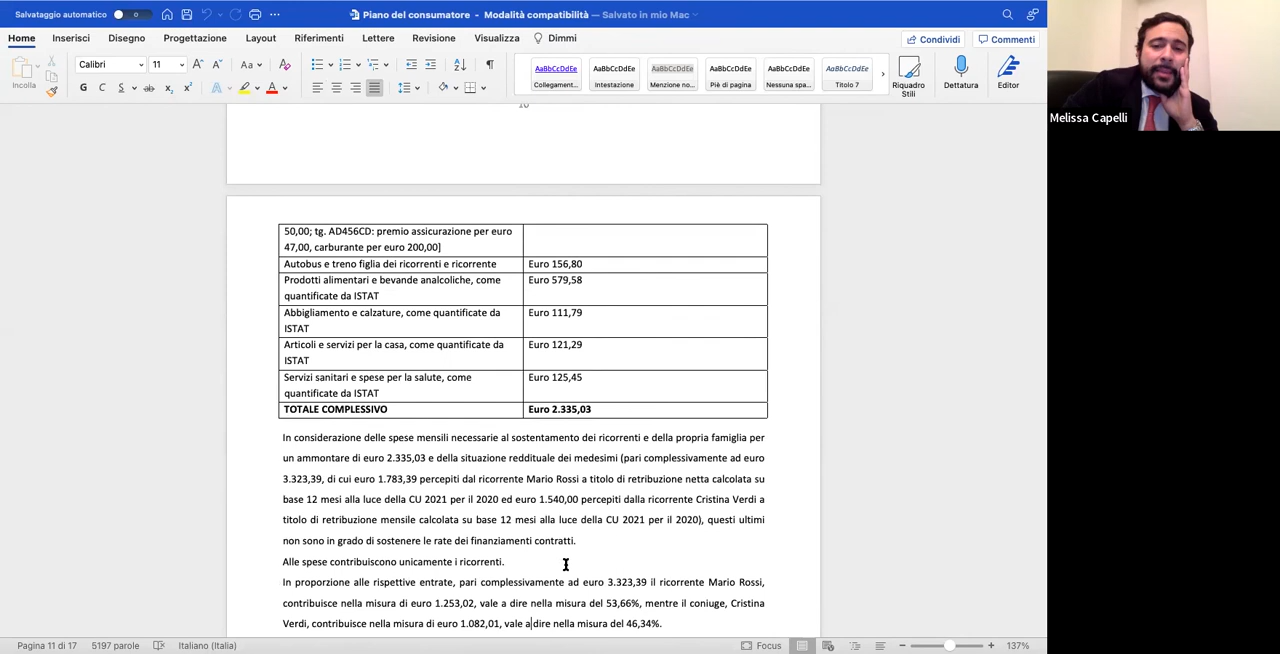 Salvataggio automatico
Piano del consumatore - Modalità compatibilità — Salvato in mio Mac
Home Inserisci Disegno Progettazione Layout Riferimenti Lettere Revisione Visualizza Dimmi Condividi Commenti
Incolla
Calibri 11
G C S ab x₂ x²
AaBbCcDdEe AaBbCcDdEe AaBbCcDdEe AaBbCcDdEe AaBbCcDdEe AaBbCcDdEe
Collegament... Intestazione Menzione no... Piè di pagina Nessuna spa... Titolo 7
Riquadro Stili
Dettatura
Editor
Melissa Capelli
50,00; tg. AD456CD: premio assicurazione per euro
47,00, carburante per euro 200,00]
Autobus e treno figlia dei ricorrenti e ricorrente Euro 156,80
Prodotti alimentari e bevande analcoliche, come Euro 579,58
quantificate da ISTAT
Abbigliamento e calzature, come quantificate da Euro 111,79
ISTAT
Articoli e servizi per la casa, come quantificate da Euro 121,29
ISTAT
Servizi sanitari e spese per la salute, come Euro 125,45
quantificate da ISTAT
TOTALE COMPLESSIVO Euro 2.335,03
In considerazione delle spese mensili necessarie al sostentamento dei ricorrenti e della propria famiglia per
un ammontare di euro 2.335,03 e della situazione reddituale dei medesimi (pari complessivamente ad euro
3.323,39, di cui euro 1.783,39 percepiti dal ricorrente Mario Rossi a titolo di retribuzione netta calcolata su
base 12 mesi alla luce della CU 2021 per il 2020 ed euro 1.540,00 percepiti dalla ricorrente Cristina Verdi a
titolo di retribuzione mensile calcolata su base 12 mesi alla luce della CU 2021 per il 2020), questi ultimi
non sono in grado di sostenere le rate dei finanziamenti contratti.
Alle spese contribuiscono unicamente i ricorrenti.
In proporzione alle rispettive entrate, pari complessivamente ad euro 3.323,39 il ricorrente Mario Rossi,
contribuisce nella misura di euro 1.253,02, vale a dire nella misura del 53,66%, mentre il coniuge, Cristina
Verdi, contribuisce nella misura di euro 1.082,01, vale a dire nella misura del 46,34%.
Pagina 11 di 17 5197 parole Italiano (Italia) Focus 137%